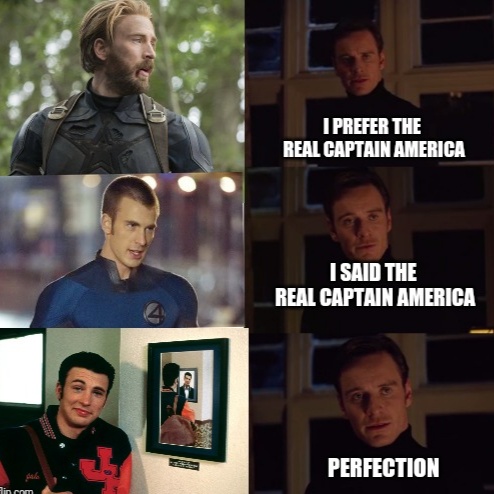 I PREFER THE
REAL CAPTAIN AMERICA
4
I SAID THE
REAL CAPTAIN AMERICA
PERFECTION